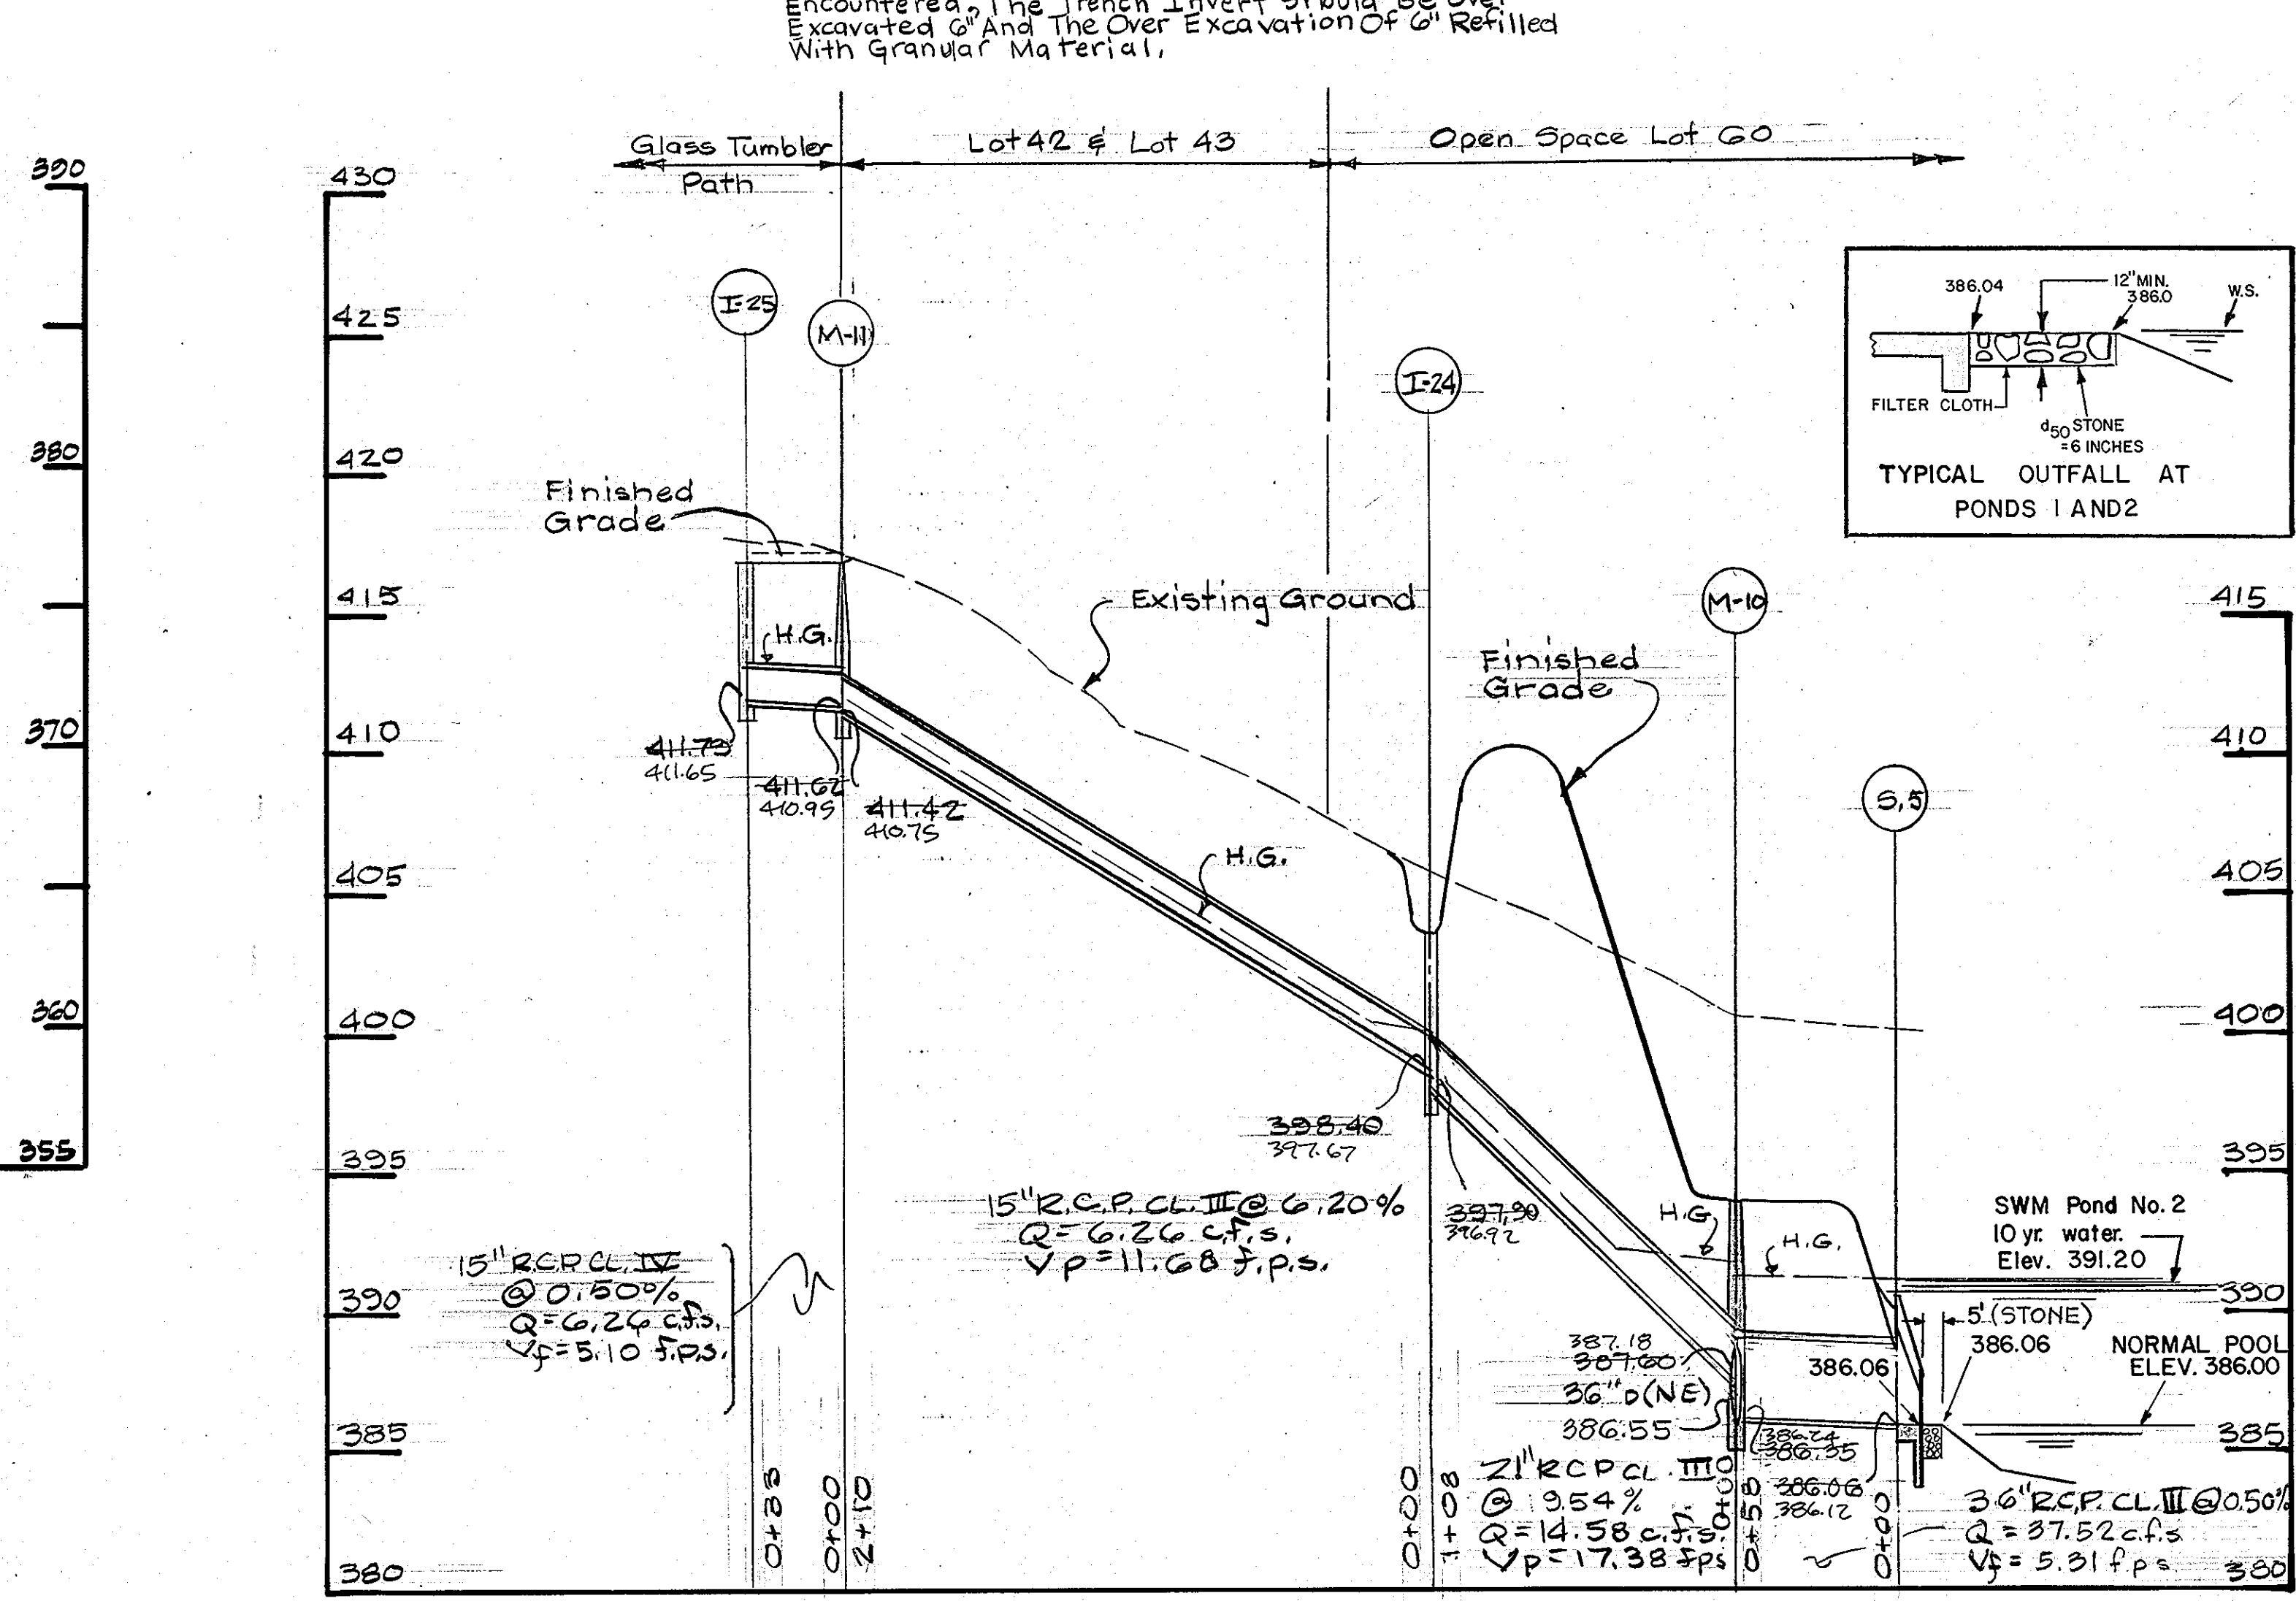 Encountered, The Trench Invert Should Be Over
Excavated 6" And The Over Excavation Of 6" Refilled
With Granular Material.
Glass Tumbler
Path
Lot 42 & Lot 43
Open Space Lot 60
390
380
370
360
355
430
425
420
415
410
405
400
395
390
385
380
I-25
M-11
I-24
M-10
S.5
386.04
12" MIN.
386.0
W.S.
FILTER CLOTH
d50 STONE
=6 INCHES
TYPICAL OUTFALL AT
PONDS 1 AND 2
Finished
Grade
Existing Ground
H.G.
Finished
Grade
411.79
411.65
411.62
410.95
411.42
410.75
H.G.
398.40
397.67
397.90
396.92
15" R.C.P. CL. III @ 6.20%
Q=6.26 c.f.s.
Vp=11.68 f.p.s.
15" R.C.P CL. IV
@ 0.50%
Q=6.26 c.f.s.
Vf=5.10 f.p.s.
H.G.
H.G.
SWM Pond No. 2
10 yr. water.
Elev. 391.20
5' (STONE)
386.06
386.06
NORMAL POOL
ELEV. 386.00
387.18
387.60
36" D (NE)
386.55
386.24
386.35
386.06
386.12
21" RCP CL. III
@ 9.54%
Q=14.58 c.f.s.
Vp=17.38 fps
36" R.C.P. CL. III @ 0.50%
Q = 37.52 c.f.s.
Vf = 5.31 f.p.s.
0+33
0+00
2+10
0+00
1+08
0+00
0+58
0+00
415
410
405
400
395
390
385
380